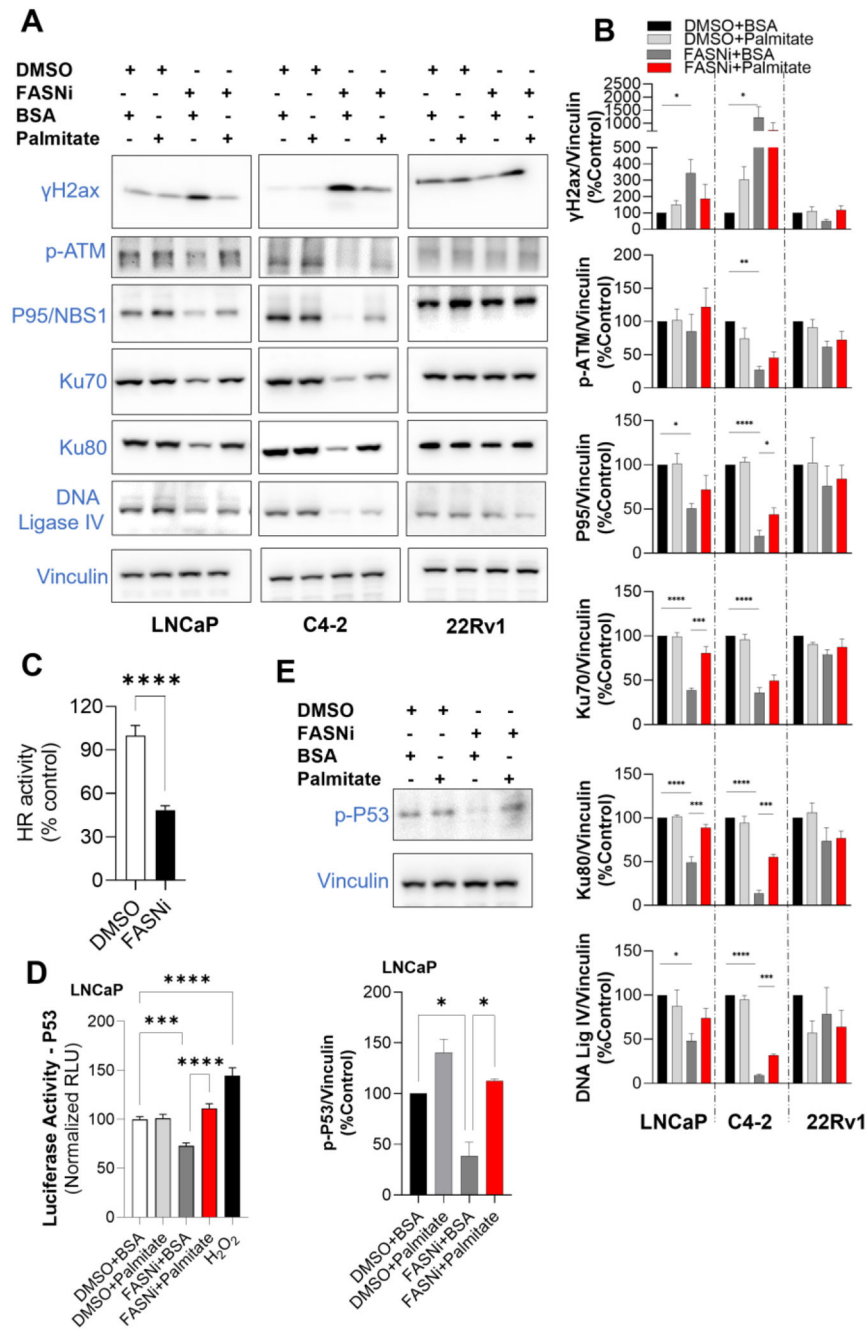 A
DMSO + + - - + + - - + + - -
FASNi - - + + - - + + - - + +
BSA + - + - + - + - + - + -
Palmitate - + - + - + - + - + - +
γH2ax
p-ATM
P95/NBS1
Ku70
Ku80
DNA
Ligase IV
Vinculin
LNCaP C4-2 22Rv1
B
DMSO+BSA
DMSO+Palmitate
FASNi+BSA
FASNi+Palmitate
γH2ax/Vinculin
(%Control)
2500
2000
1500
1000
500
400
300
200
100
0
* *
p-ATM/Vinculin
(%Control)
200
150
100
50
0
**
P95/Vinculin
(%Control)
150
100
50
0
* **** *
Ku70/Vinculin
(%Control)
150
100
50
0
**** *** ****
Ku80/Vinculin
(%Control)
150
100
50
0
**** *** **** ***
DNA Lig IV/Vinculin
(%Control)
150
100
50
0
* **** ***
LNCaP C4-2 22Rv1
C
****
HR activity
(% control)
120
90
60
30
0
DMSO
FASNi
E
DMSO + + - -
FASNi - - + +
BSA + - + -
Palmitate - + - +
p-P53
Vinculin
D
LNCaP
Luciferase Activity - P53
(Normalized RLU)
200
150
100
50
0
****
***
****
DMSO+BSA
DMSO+Palmitate
FASNi+BSA
FASNi+Palmitate
H₂O₂
LNCaP
p-P53/Vinculin
(%Control)
200
150
100
50
0
* *
DMSO+BSA
DMSO+Palmitate
FASNi+BSA
FASNi+Palmitate